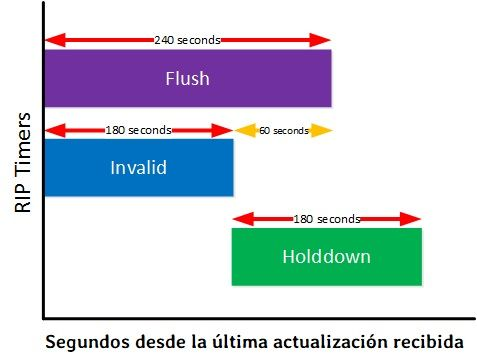 240 seconds
Flush
180 seconds
60 seconds
Invalid
180 seconds
Holddown
RIP Timers
Segundos desde la última actualización recibida